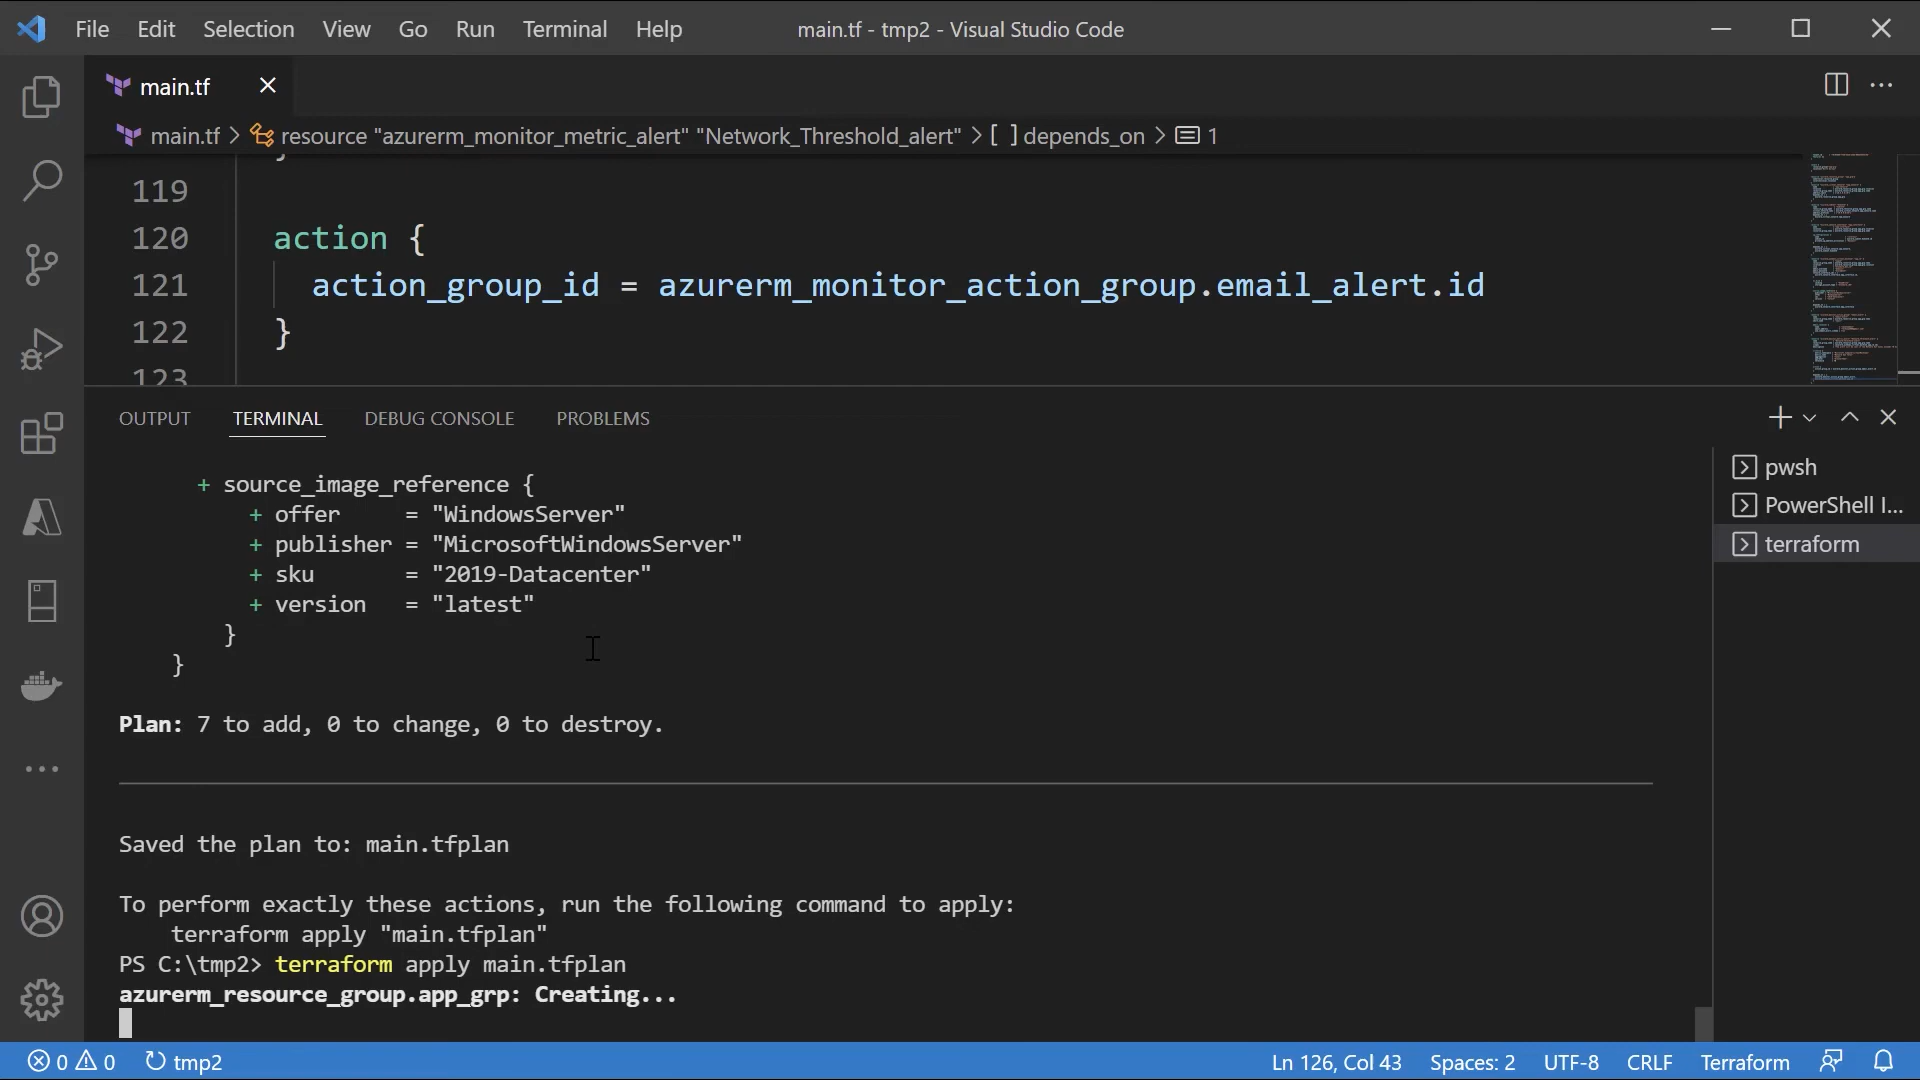 File Edit Selection View Go Run Terminal Help main.tf - tmp2 - Visual Studio Code
main.tf
main.tf > resource "azurerm_monitor_metric_alert" "Network_Threshold_alert" > [ ] depends_on > 1
119
120 action {
121 action_group_id = azurerm_monitor_action_group.email_alert.id
122 }
123
OUTPUT TERMINAL DEBUG CONSOLE PROBLEMS
+ source_image_reference {
+ offer = "WindowsServer"
+ publisher = "MicrosoftWindowsServer"
+ sku = "2019-Datacenter"
+ version = "latest"
}
}
Plan: 7 to add, 0 to change, 0 to destroy.
Saved the plan to: main.tfplan
To perform exactly these actions, run the following command to apply:
terraform apply "main.tfplan"
PS C:\tmp2> terraform apply main.tfplan
azurerm_resource_group.app_grp: Creating...
pwsh
PowerShell I...
terraform
0 0 tmp2 Ln 126, Col 43 Spaces: 2 UTF-8 CRLF Terraform